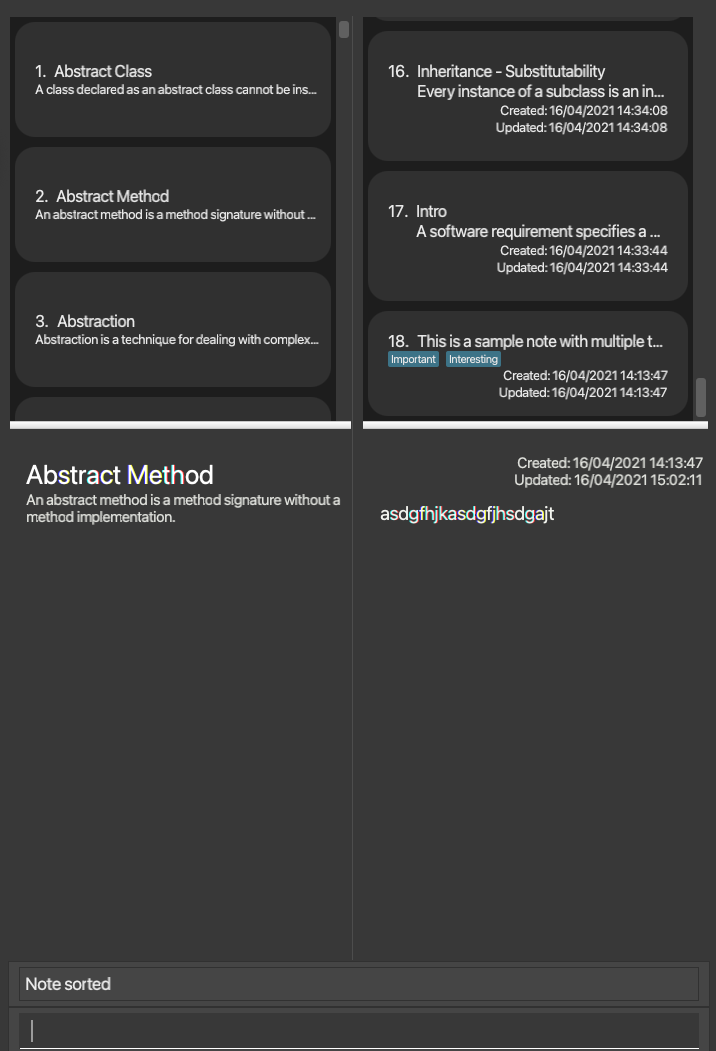 1. Abstract Class
A class declared as an abstract class cannot be ins...
2. Abstract Method
An abstract method is a method signature without ...
3. Abstraction
Abstraction is a technique for dealing with complex...
16. Inheritance - Substitutability
Every instance of a subclass is an in...
Created: 16/04/2021 14:34:08
Updated: 16/04/2021 14:34:08
17. Intro
A software requirement specifies a ...
Created: 16/04/2021 14:33:44
Updated: 16/04/2021 14:33:44
18. This is a sample note with multiple t...
Important Interesting
Created: 16/04/2021 14:13:47
Updated: 16/04/2021 14:13:47
Abstract Method
An abstract method is a method signature without a
method implementation.
Created: 16/04/2021 14:13:47
Updated: 16/04/2021 15:02:11
asdgfhjkasdgfjhsdgajt
Note sorted